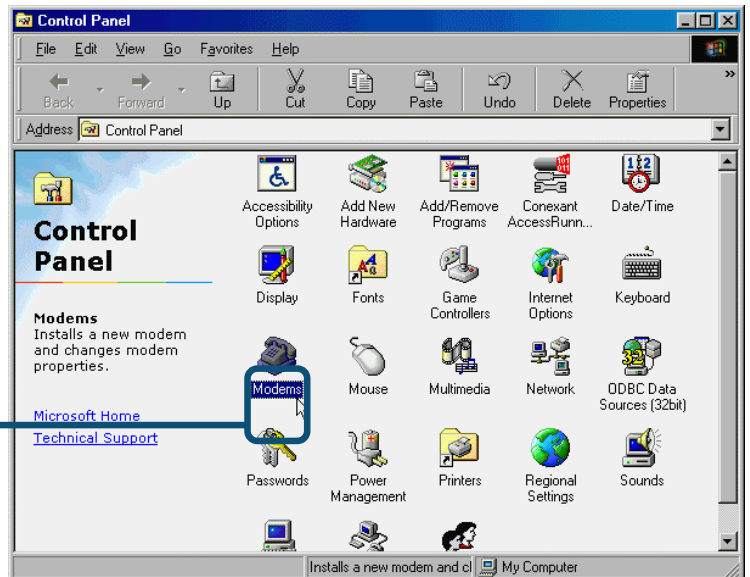 Control Panel
File Edit View Go Favorites Help
Back Forward Up Cut Copy Paste Undo Delete Properties »
Address Control Panel
Control
Panel
Modems
Installs a new modem
and changes modem
properties.
Microsoft Home
Technical Support
Accessibility
Options
Add New
Hardware
Add/Remove
Programs
Conexant
AccessRunn...
Date/Time
Display
Fonts
Game
Controllers
Internet
Options
Keyboard
Modems
Mouse
Multimedia
Network
ODBC Data
Sources (32bit)
Passwords
Power
Management
Printers
Regional
Settings
Sounds
Installs a new modem and cl My Computer